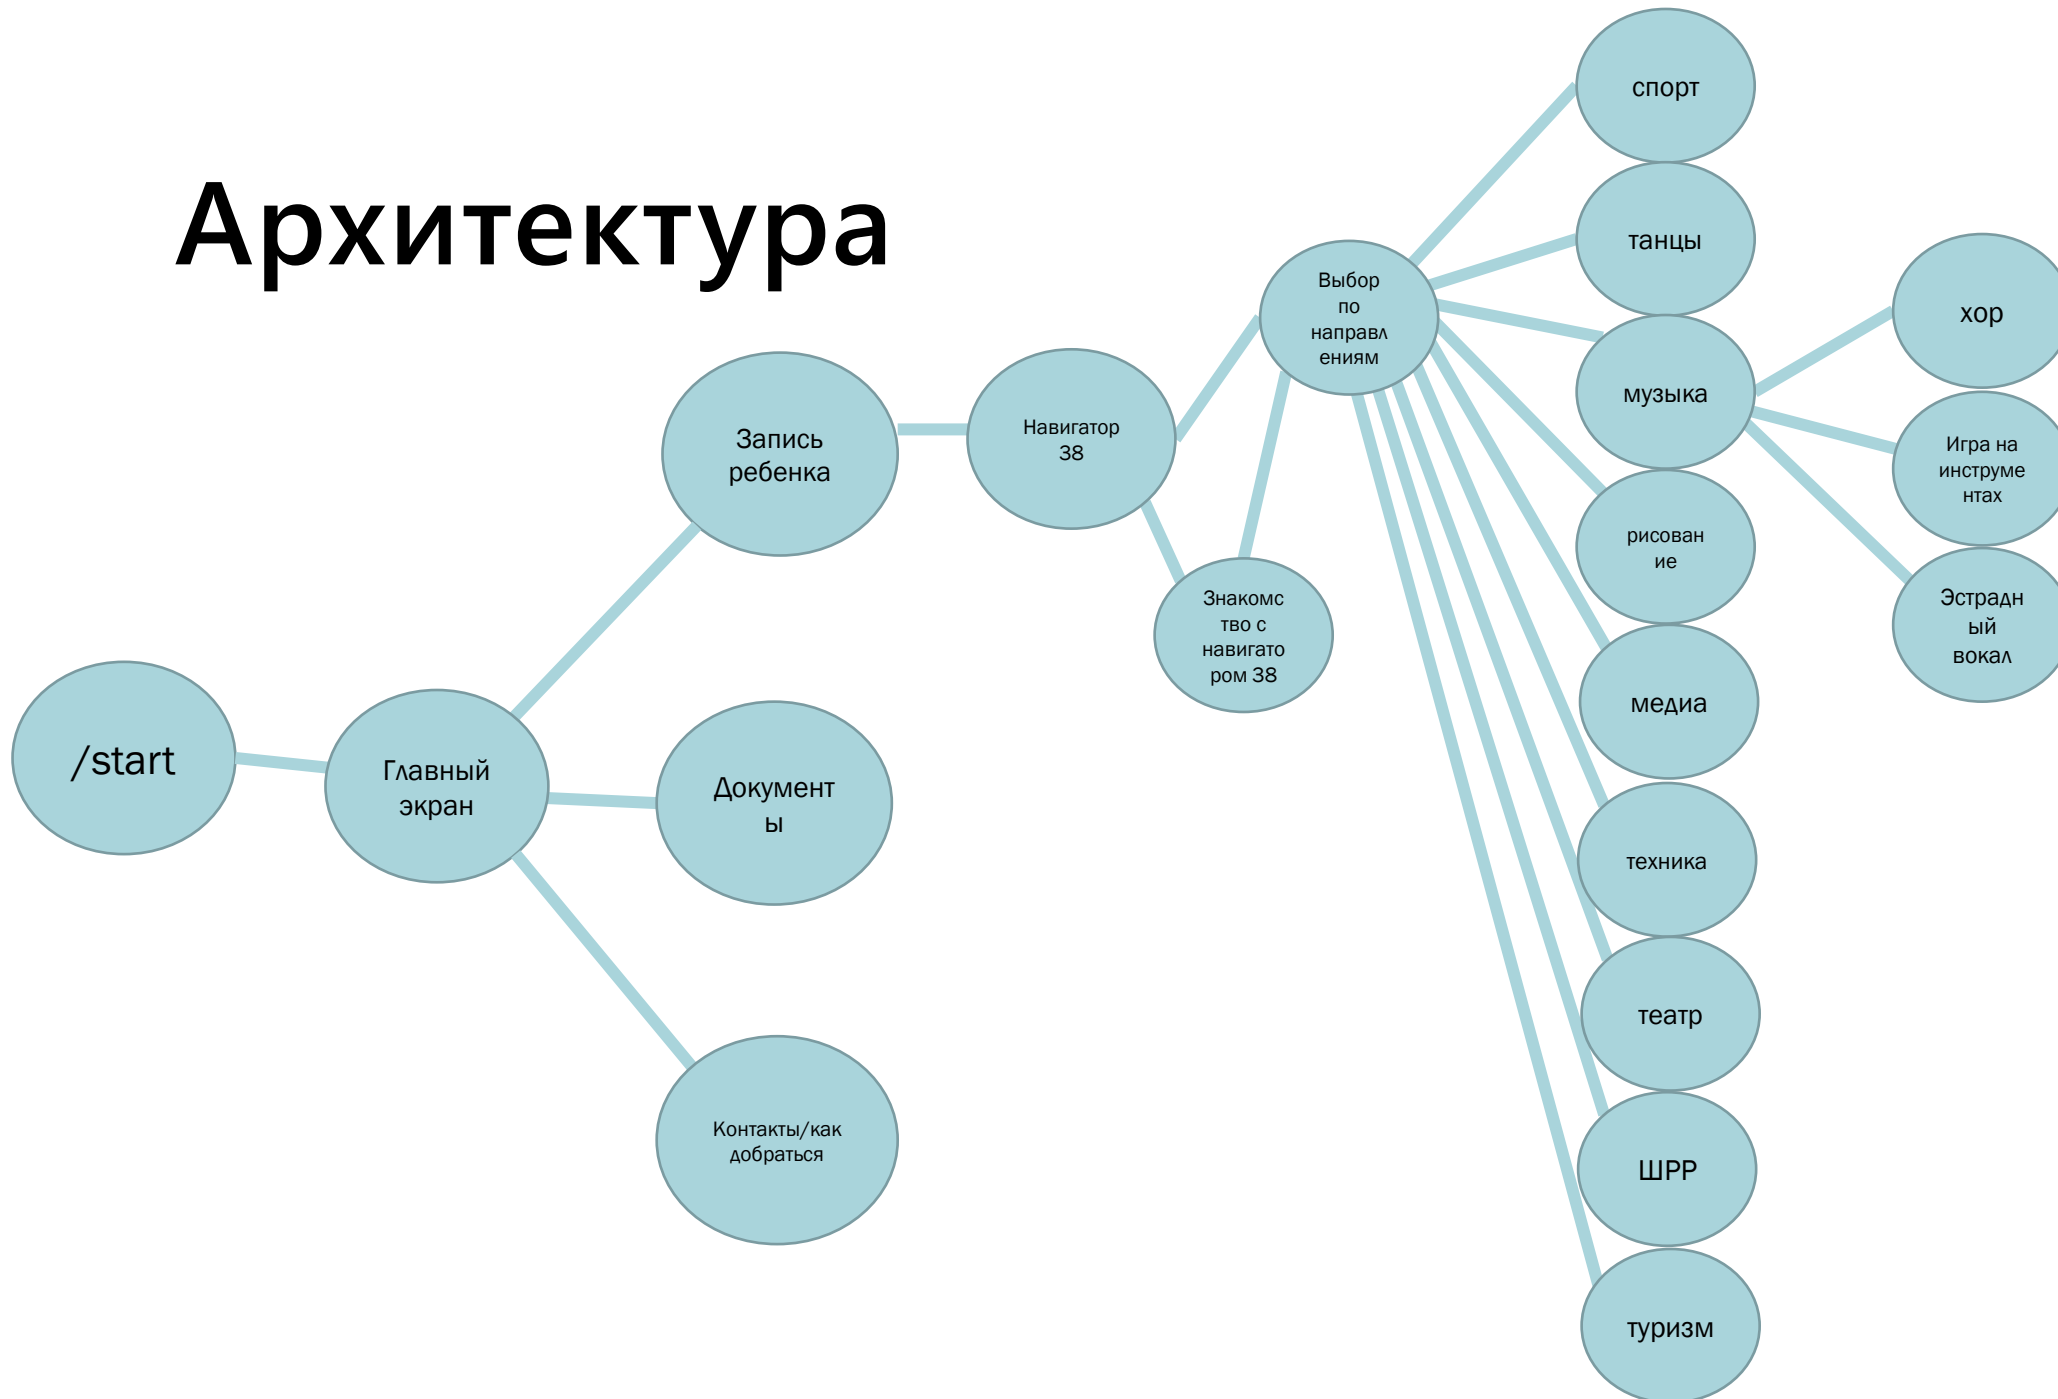 Архитектура
/start
Главный
экран
Запись
ребенка
Документ
ы
Контакты/как
добраться
Навигатор
38
Знакомс
тво с
навигато
ром 38
Выбор
по
направл
ениям
спорт
танцы
музыка
рисован
ие
медиа
техника
театр
ШРР
туризм
хор
Игра на
инструме
нтах
Эстрадн
ый
вокал